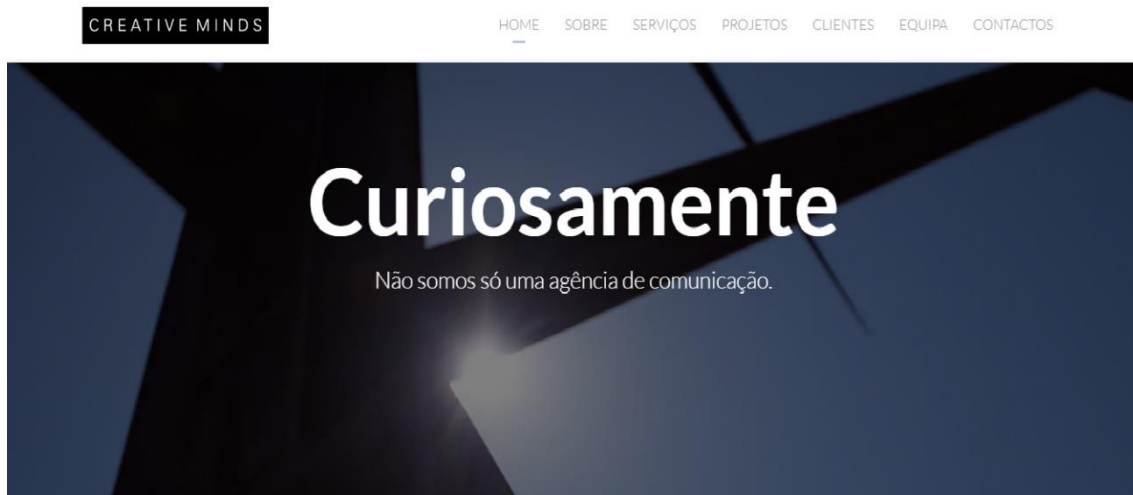 CREATIVE MINDS
HOME SOBRE SERVIÇOS PROJETOS CLIENTES EQUIPA CONTACTOS
Curiosamente
Não somos só uma agência de comunicação.